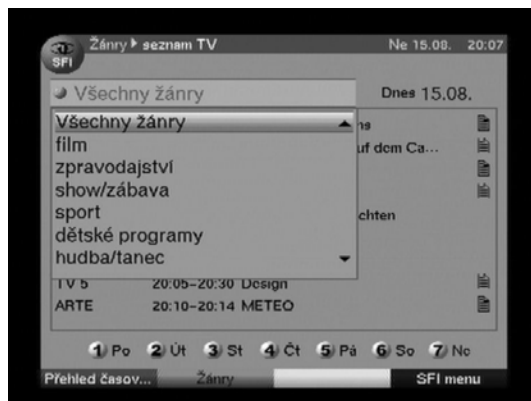 SFI
Žánry seznam TV Ne 15.08. 20:07
Všechny žánry Dnes 15.08.
Všechny žánry
film uf dem Ca...
zpravodajství
show/zábava
sport chten
dětské programy
hudba/tanec
TV 5 20:05-20:30 Design
ARTE 20:10-20:14 METEO
1 Po 2 Út 3 St 4 Čt 5 Pá 6 So 7 Ne
Přehled časov... Žánry SFI menu